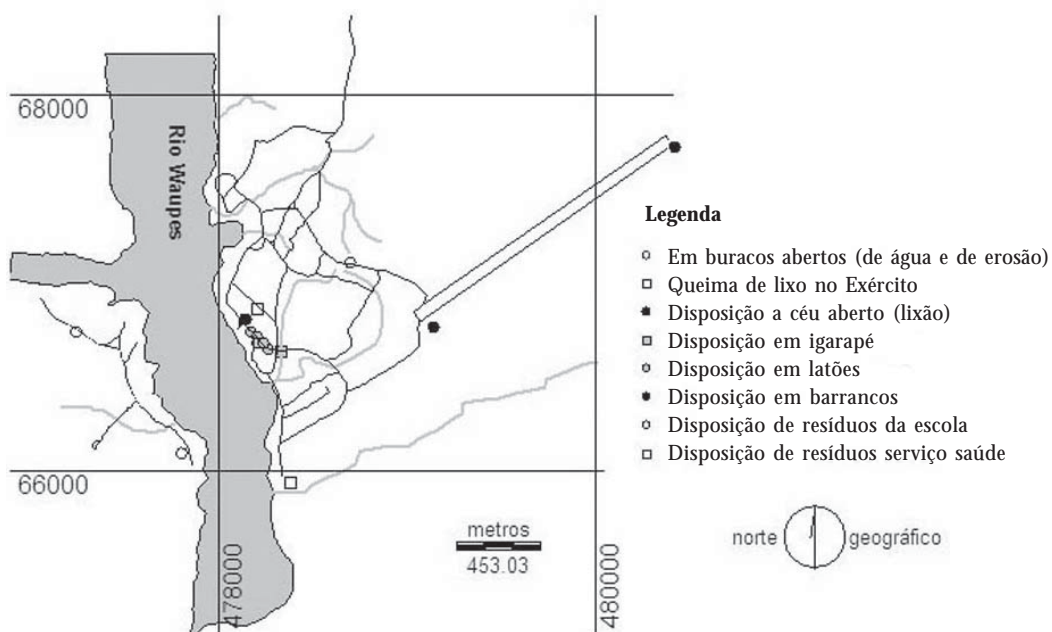 68000
Rio Waupes
66000
478000
480000
Legenda
Em buracos abertos (de água e de erosão)
Queima de lixo no Exército
Disposição a céu aberto (lixão)
Disposição em igarapé
Disposição em latões
Disposição em barrancos
Disposição de resíduos da escola
Disposição de resíduos serviço saúde
metros
453.03
norte geográfico